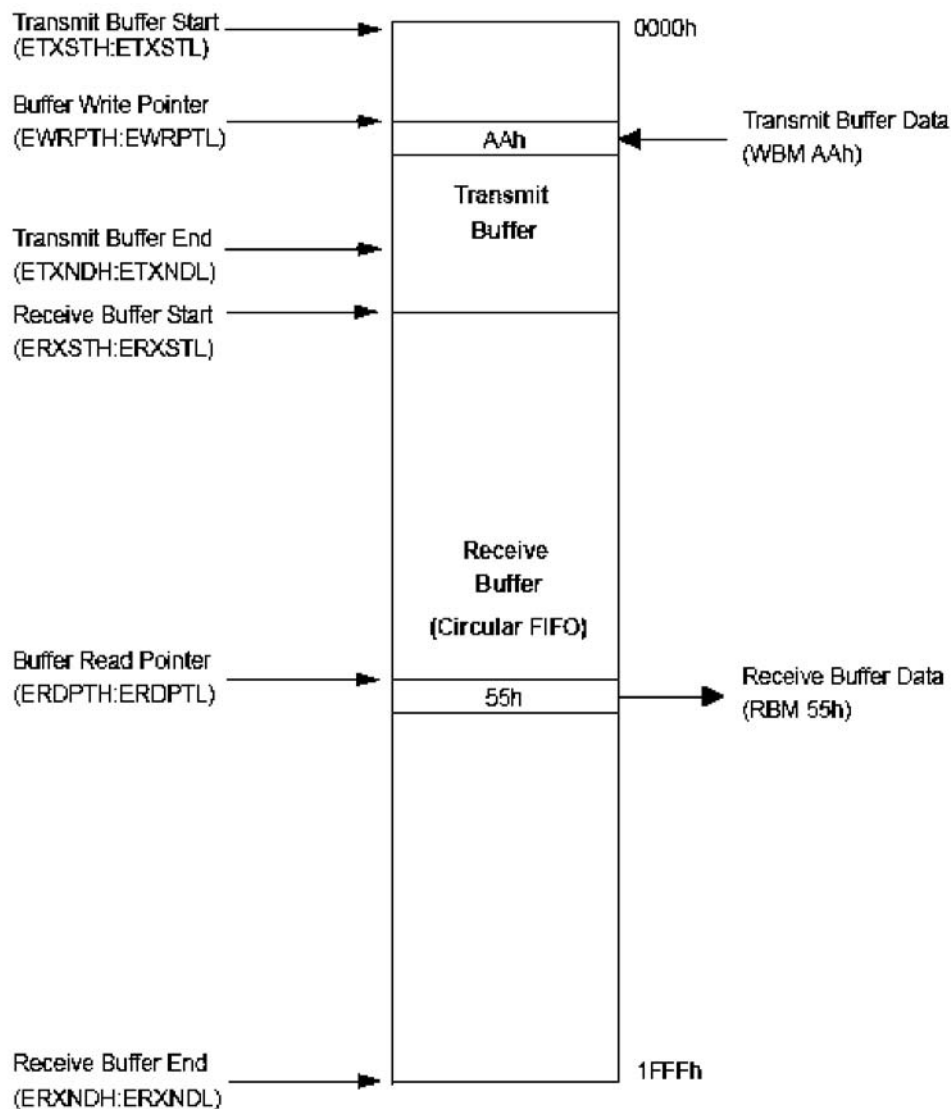 Transmit Buffer Start
(ETXSTH:ETXSTL)
0000h
Buffer Write Pointer
(EWRPTH:EWRPTL)
AAh
Transmit Buffer Data
(WBM AAh)
Transmit
Buffer
Transmit Buffer End
(ETXNDH:ETXNDL)
Receive Buffer Start
(ERXSTH:ERXSTL)
Receive
Buffer
(Circular FIFO)
Buffer Read Pointer
(ERDPTH:ERDPTL)
55h
Receive Buffer Data
(RBM 55h)
Receive Buffer End
(ERXNDH:ERXNDL)
1FFFh